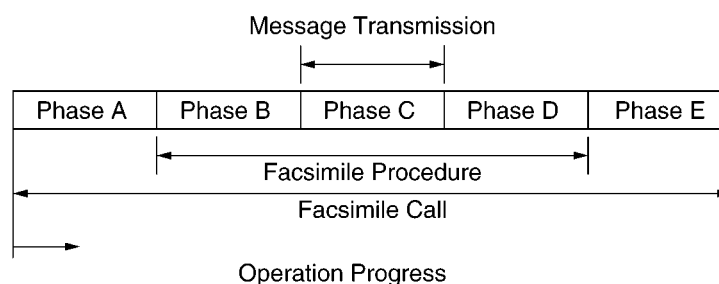 Message Transmission
Phase A Phase B Phase C Phase D Phase E
Facsimile Procedure
Facsimile Call
Operation Progress